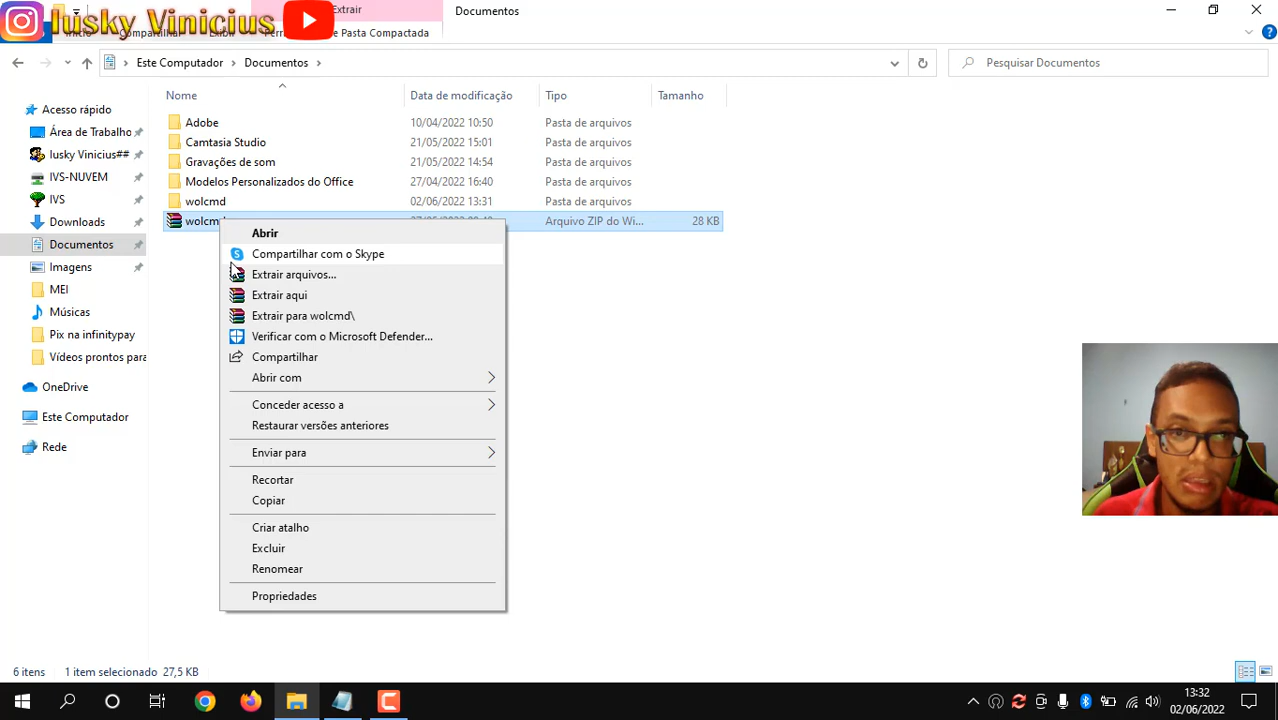 Iusky Vinicius
Extrair
Documentos
de Pasta Compactada
Este Computador
Documentos
Pesquisar Documentos
Nome
Data de modificação
Tipo
Tamanho
Acesso rápido
Área de Trabalho
Iusky Vinicius##
IVS-NUVEM
IVS
Downloads
Documentos
Imagens
MEI
Músicas
Pix na infinitypay
Vídeos prontos para
OneDrive
Este Computador
Rede
Adobe 10/04/2022 10:50 Pasta de arquivos
Camtasia Studio 21/05/2022 15:01 Pasta de arquivos
Gravações de som 21/05/2022 14:54 Pasta de arquivos
Modelos Personalizados do Office 27/04/2022 16:40 Pasta de arquivos
wolcmd 02/06/2022 13:31 Pasta de arquivos
Arquivo ZIP do Wi... 28 KB
Abrir
Compartilhar com o Skype
Extrair arquivos...
Extrair aqui
Extrair para wolcmd\
Verificar com o Microsoft Defender...
Compartilhar
Abrir com
Conceder acesso a
Restaurar versões anteriores
Enviar para
Recortar
Copiar
Criar atalho
Excluir
Renomear
Propriedades
6 itens 1 item selecionado 27,5 KB
13:32
02/06/2022